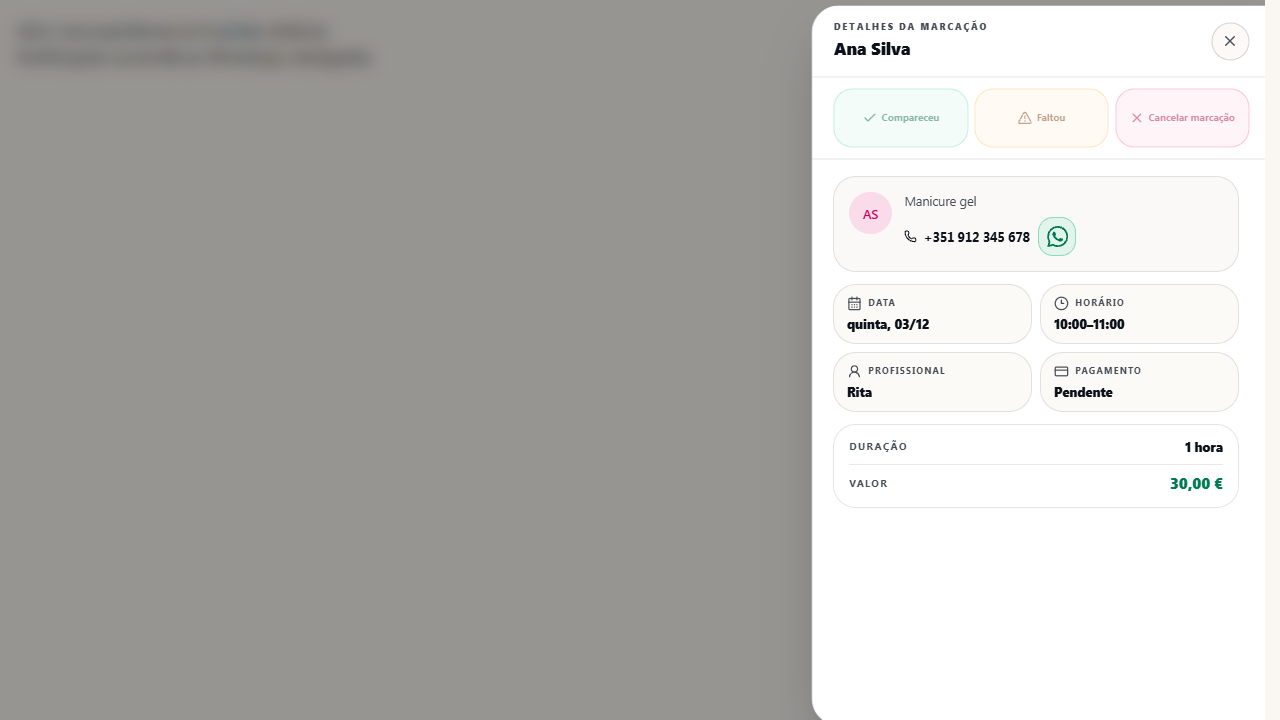 DETALHES DA MARCAÇÃO
Ana Silva
Compareceu
Faltou
Cancelar marcação
AS
Manicure gel
+351 912 345 678
DATA
quinta, 03/12
HORÁRIO
10:00–11:00
PROFISSIONAL
Rita
PAGAMENTO
Pendente
DURAÇÃO
1 hora
VALOR
30,00 €